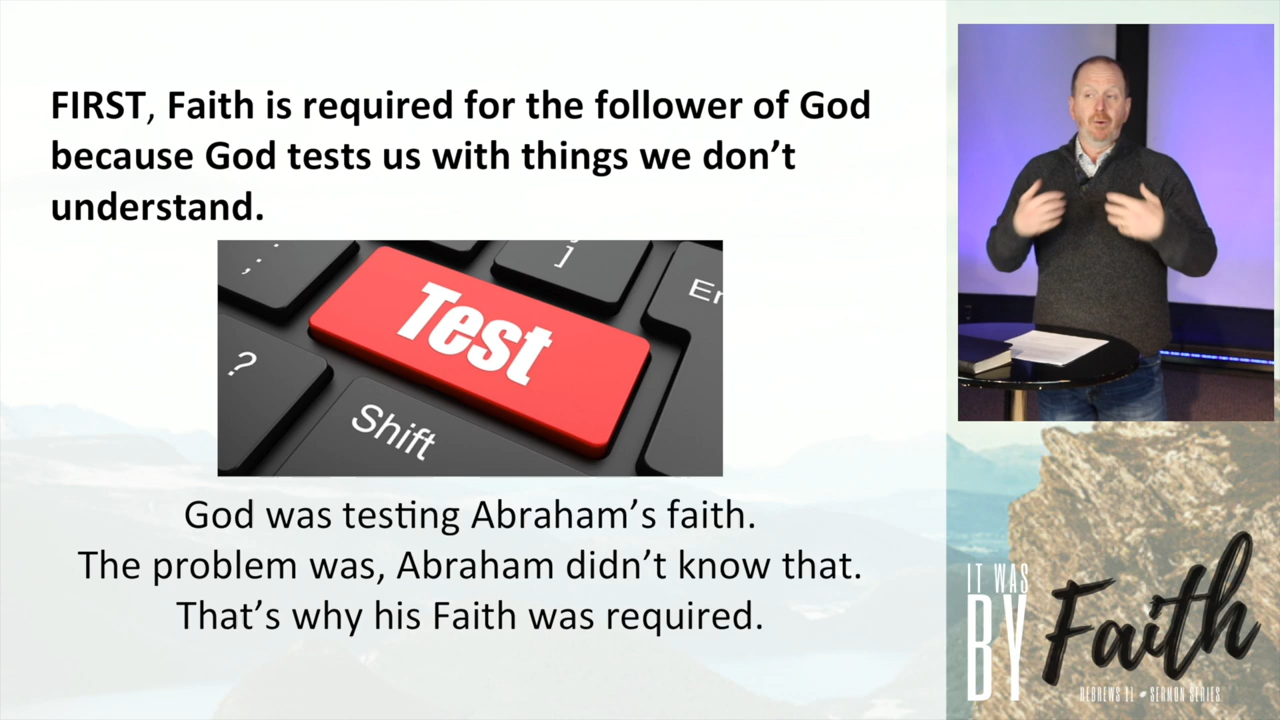 FIRST, Faith is required for the follower of God
because God tests us with things we don’t
understand.
;
:
]
}
Er
Test
?
Shift
God was testing Abraham’s faith.
The problem was, Abraham didn’t know that.
That’s why his Faith was required.
IT WAS
BY
Faith
HEBREWS 11 • SERMON SERIES